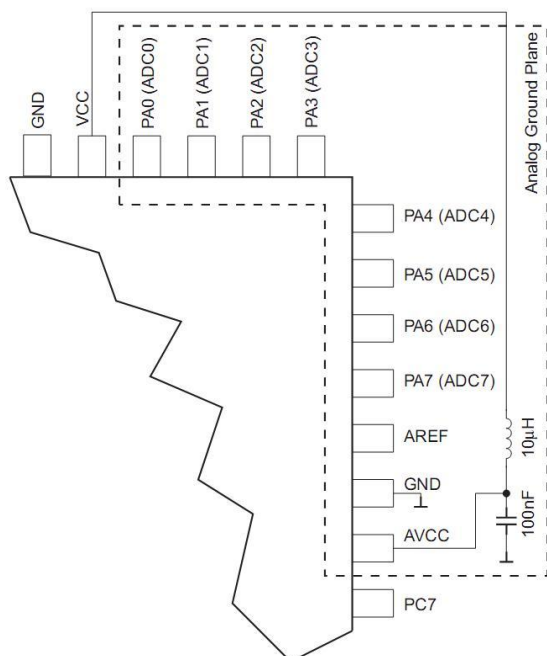 GND
VCC
PA0 (ADC0)
PA1 (ADC1)
PA2 (ADC2)
PA3 (ADC3)
Analog Ground Plane
PA4 (ADC4)
PA5 (ADC5)
PA6 (ADC6)
PA7 (ADC7)
AREF
10μH
GND
AVCC
100nF
PC7